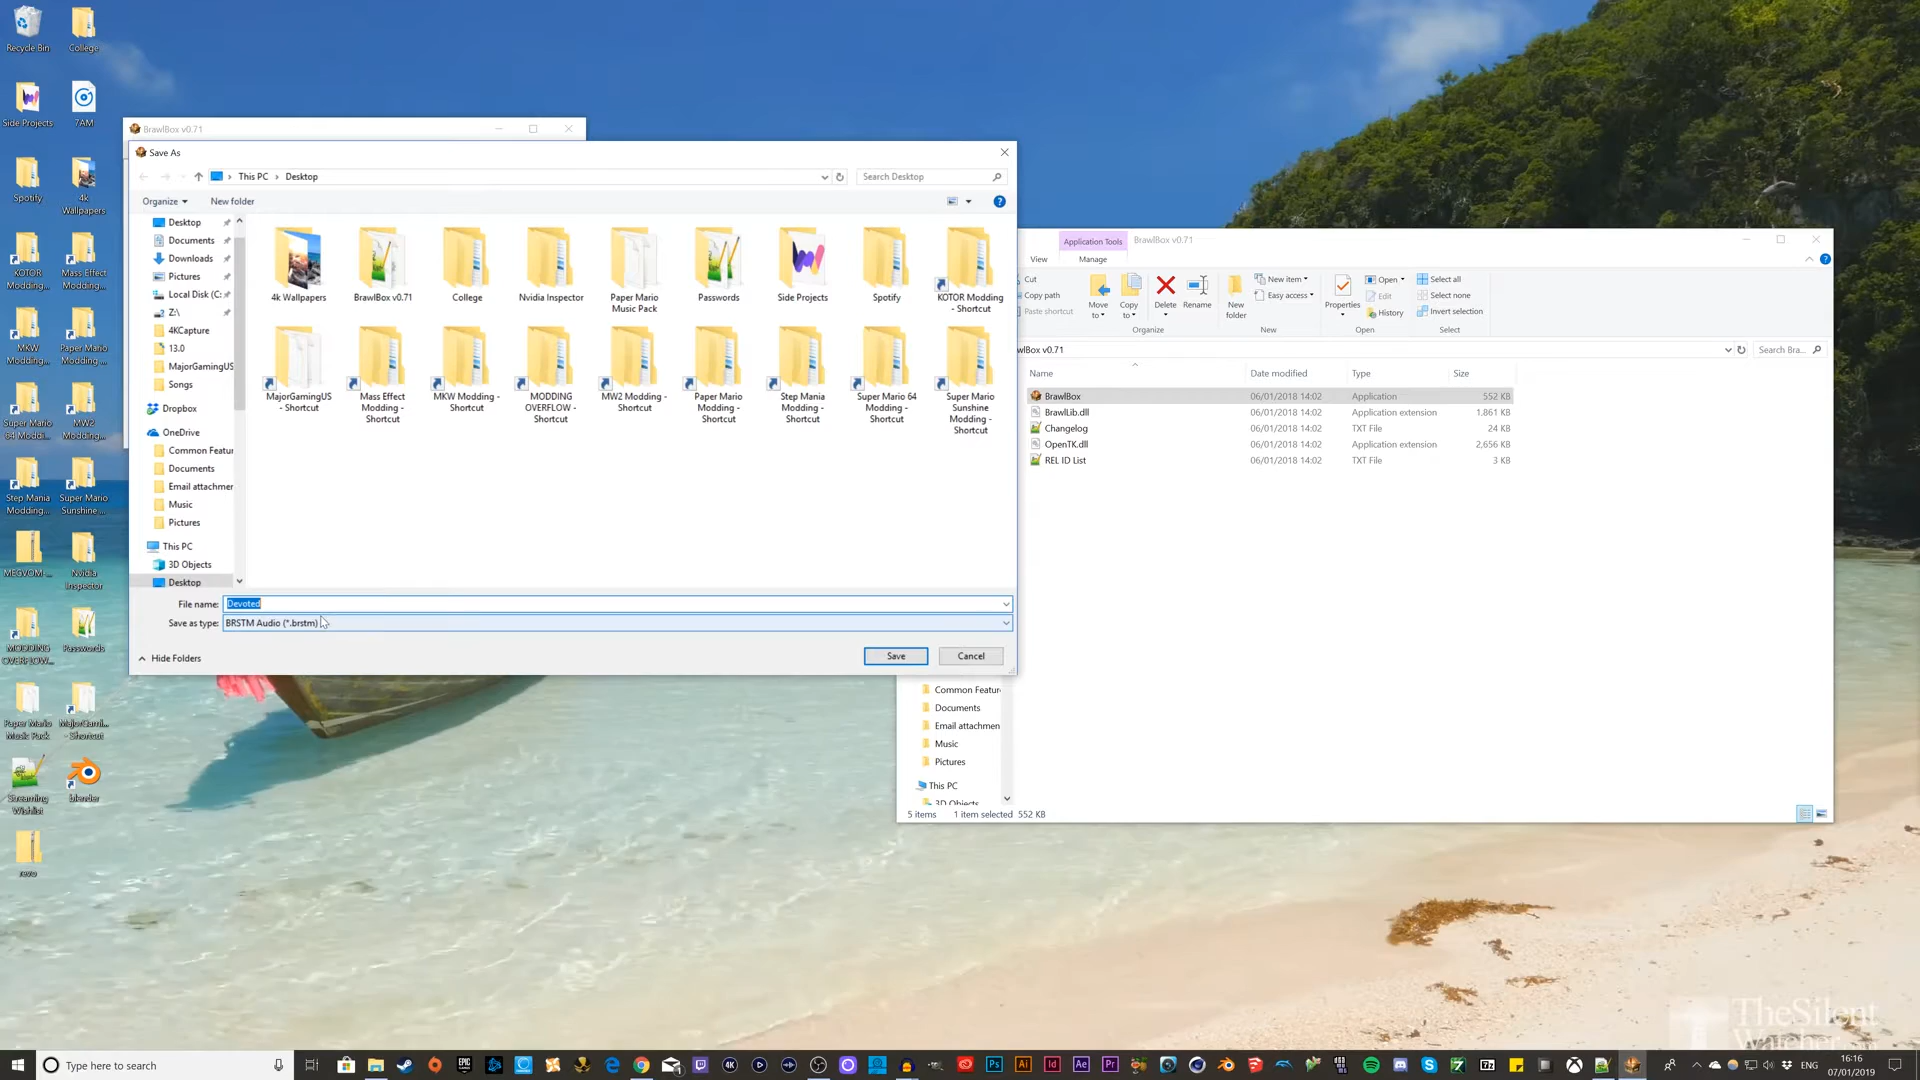 Recycle Bin
College
Side Projects
7AM
Spotify
4k
Wallpapers
KOTOR
Modding...
Mass Effect
Modding...
MKW
Modding...
Paper Mario
Modding ...
Super Mario
64 Moddi...
MW2
Modding...
Step Mania
Modding...
Super Mario
Sunshine ...
MEGVOM-...
Nvidia
Inspector
MODDING
OVERFLOW...
Passwords
Paper Mario
Music Pack
MajorGami...
- Shortcut
Streaming
Wishlist
blender
revo
BrawlBox v0.71
Save As
This PC
Desktop
Search Desktop
Organize
New folder
Desktop
Documents
Downloads
Pictures
Local Disk (C:
Z:\
4KCapture
13.0
MajorGamingUS
Songs
Dropbox
OneDrive
Common Featur
Documents
Email attachmer
Music
Pictures
This PC
3D Objects
Desktop
4k Wallpapers
BrawlBox v0.71
College
Nvidia Inspector
Paper Mario
Music Pack
Passwords
Side Projects
Spotify
KOTOR Modding
- Shortcut
MajorGamingUS
- Shortcut
Mass Effect
Modding -
Shortcut
MKW Modding -
Shortcut
MODDING
OVERFLOW -
Shortcut
MW2 Modding -
Shortcut
Paper Mario
Modding -
Shortcut
Step Mania
Modding -
Shortcut
Super Mario 64
Modding -
Shortcut
Super Mario
Sunshine
Modding -
Shortcut
File name:
Devoted
Save as type:
BRSTM Audio (*.brstm)
Hide Folders
Save
Cancel
Application Tools
BrawlBox v0.71
View
Manage
Cut
Copy path
Paste shortcut
Move
to
Copy
to
Delete
Rename
Organize
New
folder
New item
Easy access
New
Properties
Open
Edit
History
Open
Select all
Select none
Invert selection
Select
wlBox v0.71
Search Bra...
Name
Date modified
Type
Size
BrawlBox
06/01/2018 14:02
Application
552 KB
BrawlLib.dll
06/01/2018 14:02
Application extension
1,861 KB
Changelog
06/01/2018 14:02
TXT File
24 KB
OpenTK.dll
06/01/2018 14:02
Application extension
2,656 KB
REL ID List
06/01/2018 14:02
TXT File
3 KB
Common Featur
Documents
Email attachmen
Music
Pictures
This PC
3D Objects
5 items
1 item selected 552 KB
TheSilent
Watcher
Type here to search
ENG
16:16
07/01/2019